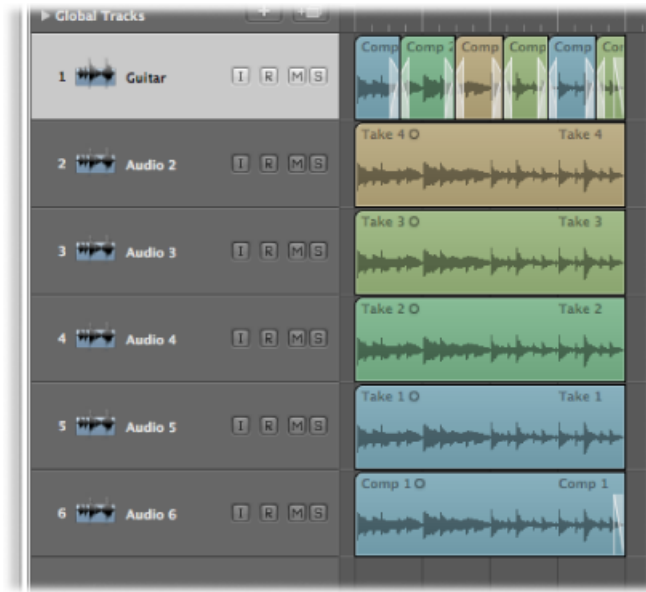 Global Tracks
1 Guitar I R M S
Comp Comp 2 Comp Comp Comp Cor
2 Audio 2 I R M S
Take 4 Take 4
3 Audio 3 I R M S
Take 3 Take 3
4 Audio 4 I R M S
Take 2 Take 2
5 Audio 5 I R M S
Take 1 Take 1
6 Audio 6 I R M S
Comp 1 Comp 1